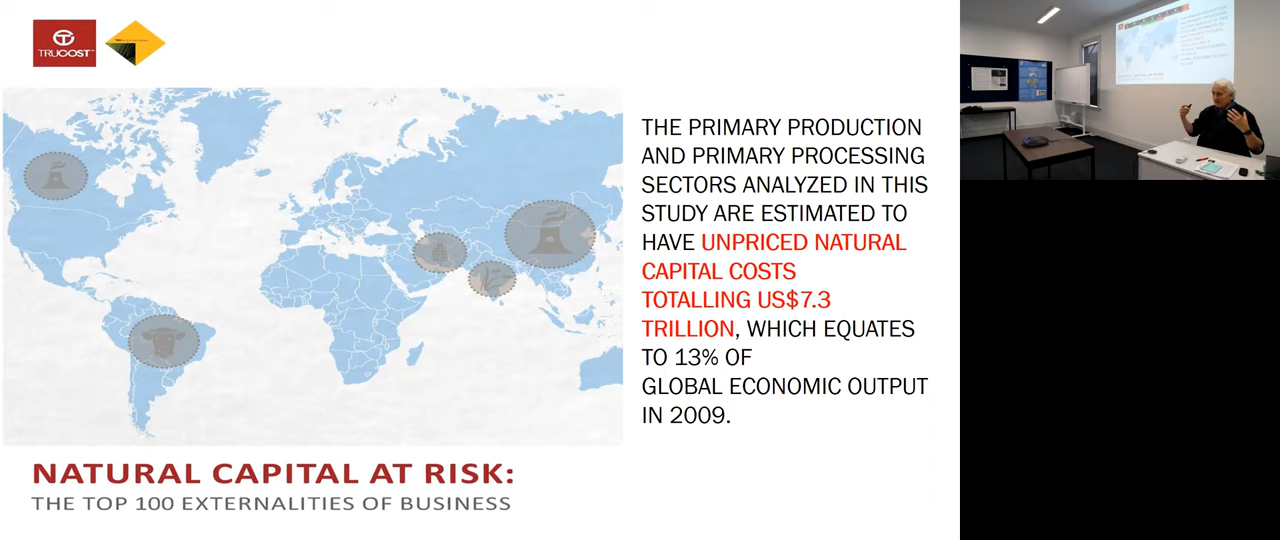 TRUCOST™
THE PRIMARY PRODUCTION
AND PRIMARY PROCESSING
SECTORS ANALYZED IN THIS
STUDY ARE ESTIMATED TO
HAVE UNPRICED NATURAL
CAPITAL COSTS
TOTALLING US$7.3
TRILLION, WHICH EQUATES
TO 13% OF
GLOBAL ECONOMIC OUTPUT
IN 2009.
NATURAL CAPITAL AT RISK:
THE TOP 100 EXTERNALITIES OF BUSINESS